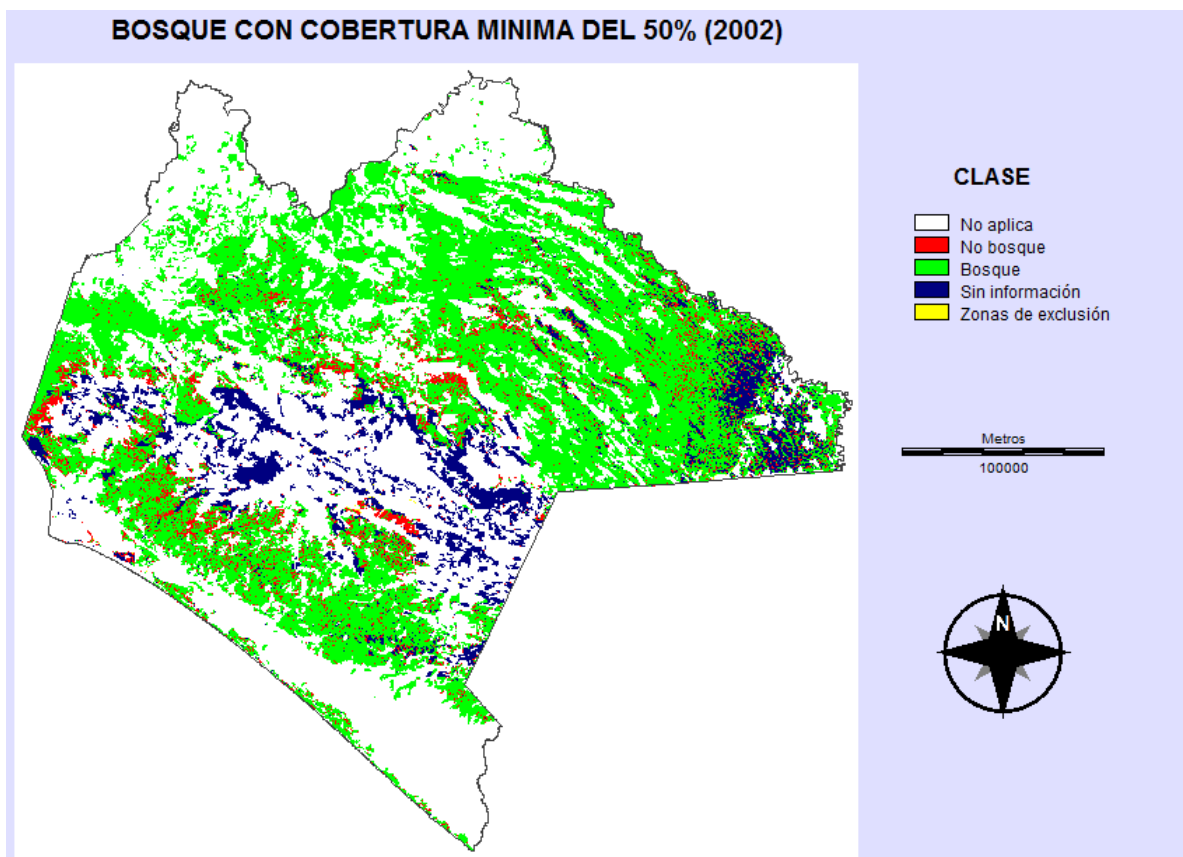 BOSQUE CON COBERTURA MINIMA DEL 50% (2002)
CLASE
No aplica
No bosque
Bosque
Sin información
Zonas de exclusión
Metros
100000
N